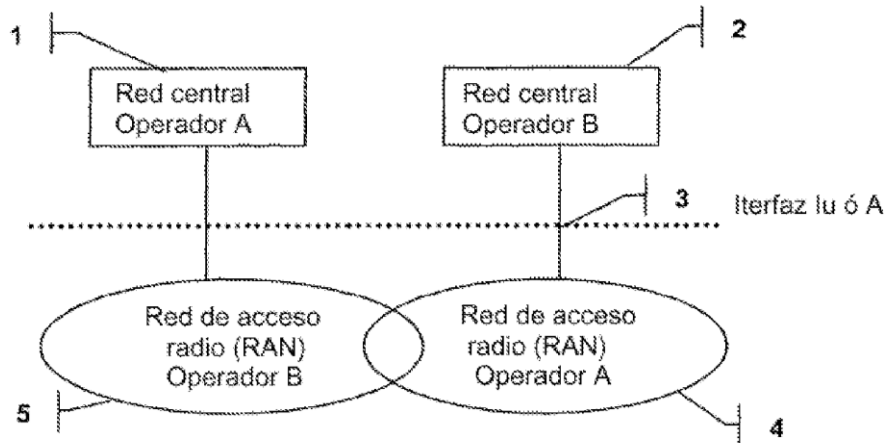 1
2
Red central
Operador A
Red central
Operador B
3
Iterfaz Iu ó A
Red de acceso
radio (RAN)
Operador B
Red de acceso
radio (RAN)
Operador A
5
4